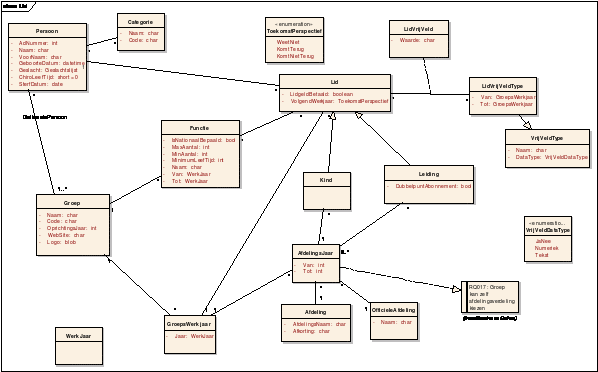 class Lid
Persoon
- AdNummer: int
- Naam: char
- VoorNaam: char
- GeboorteDatum: datetime
- Geslacht: Geslachtslijst
- ChiroLeefTijd: short = 0
- SterfDatum: date
Categorie
- Naam: char
- Code: char
«enumeration»
ToekomstPerspectief
WeetNiet
KomtTerug
KomtNietTerug
LidVrijVeld
- Waarde: char
Lid
- LidgeldBetaald: boolean
- VolgendWerkjaar: ToekomstPerspectief
LidVrijVeldType
- Van: GroepsWerkjaar
- Tot: GroepsWerkjaar
VrijVeldType
- Naam: char
- DataType: VrijVeldDataType
Functie
- IsNationaalBepaald: bool
- MaxAantal: int
- MinAantal: int
- MinimumLeefTijd: int
- Naam: char
- Van: WerkJaar
- Tot: WerkJaar
GelieerdePersoon
1..*
Groep
- Naam: char
- Code: char
- OprichtingsJaar: int
- WebSite: char
- Logo: blob
Kind
Leiding
- DubbelpuntAbonnement: bool
«enumeratio...
VrijVeldDataType
JaNee
Numeriek
Tekst
AfdelingsJaar
- Van: int
- Tot: int
RQ017: Groep
kan zelf
afdelingsverdeling
kiezen
GroepsWerkjaar
- Jaar: WerkJaar
Afdeling
- AfdelingsNaam: char
- Afkorting: char
OfficieleAfdeling
- Naam: char
WerkJaar